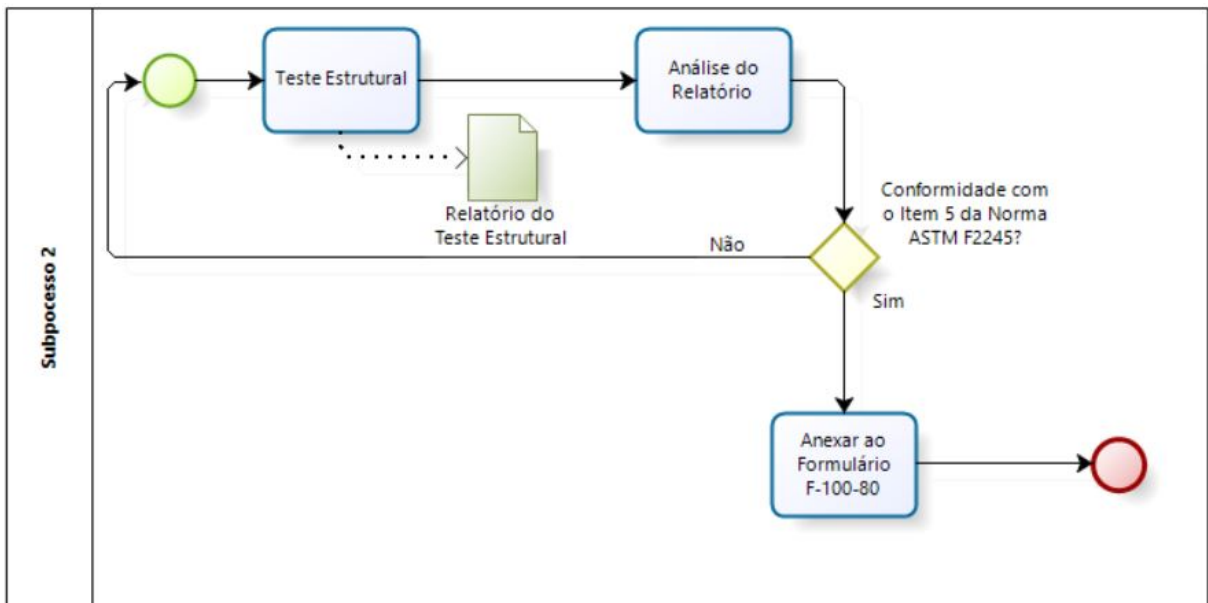 Subpocesso 2
Teste Estrutural
Análise do
Relatório
Relatório do
Teste Estrutural
Conformidade com
o Item 5 da Norma
ASTM F2245?
Não
Sim
Anexar ao
Formulário
F-100-80